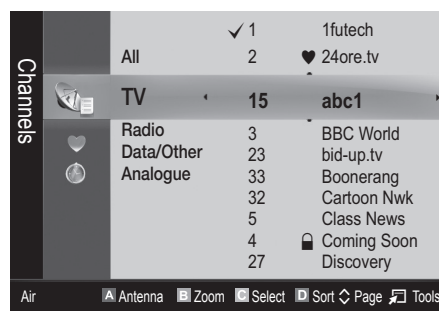 Channels
1 1futech
All 2 24ore.tv
TV 15 abc1
Radio 3 BBC World
Data/Other 23 bid-up.tv
Analogue 33 Boonerang
32 Cartoon Nwk
5 Class News
4 Coming Soon
27 Discovery
Air A Antenna B Zoom C Select D Sort Page Tools